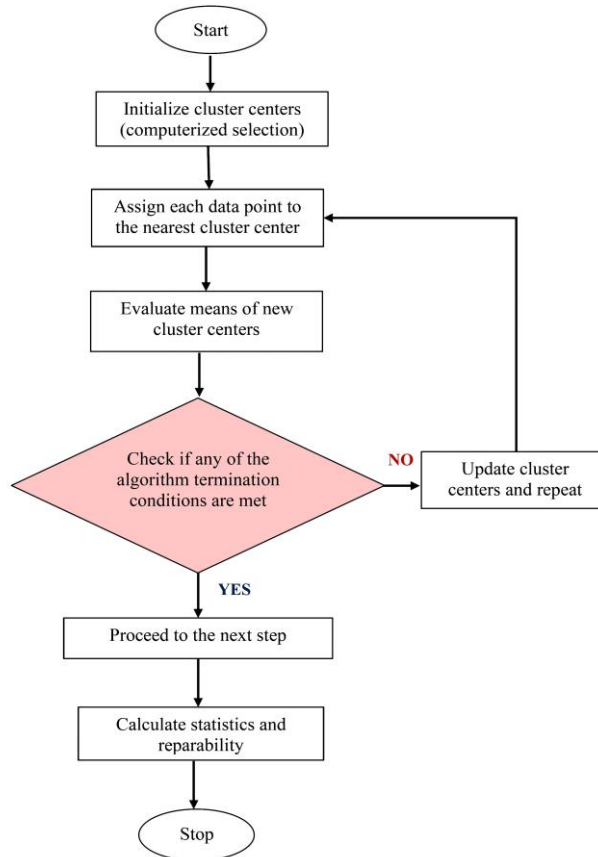 Start
Initialize cluster centers
(computerized selection)
Assign each data point to
the nearest cluster center
Evaluate means of new
cluster centers
Check if any of the
algorithm termination
conditions are met
NO
Update cluster
centers and repeat
YES
Proceed to the next step
Calculate statistics and
reparability
Stop